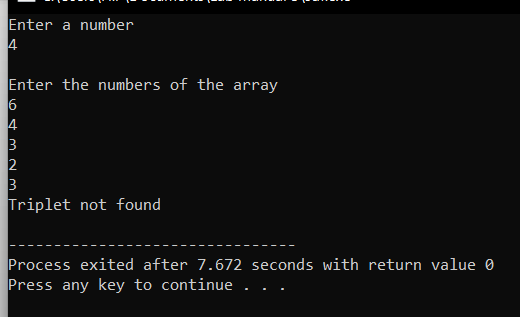 Enter a number
4
Enter the numbers of the array
6
4
3
2
3
Triplet not found
--------------------------------
Process exited after 7.672 seconds with return value 0
Press any key to continue . . .